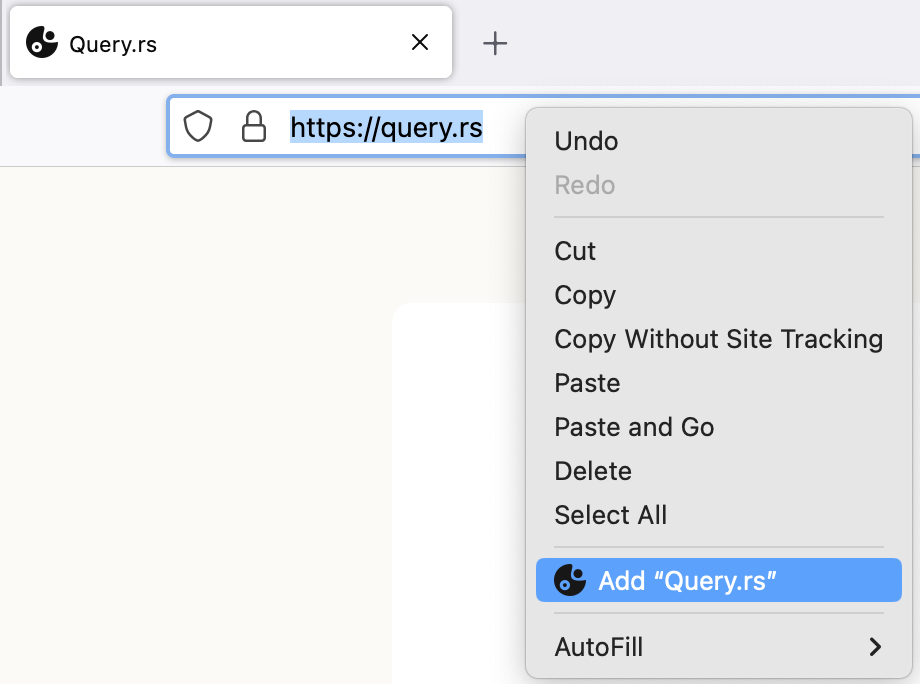 Query.rs
https://query.rs
Undo
Redo
Cut
Copy
Copy Without Site Tracking
Paste
Paste and Go
Delete
Select All
Add “Query.rs”
AutoFill